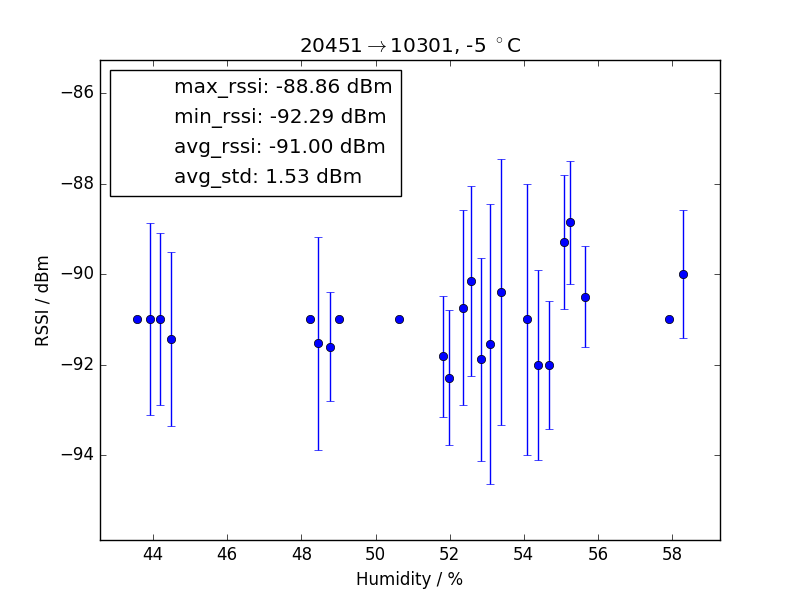 20451→10301, -5 °C
max_rssi: -88.86 dBm
min_rssi: -92.29 dBm
avg_rssi: -91.00 dBm
avg_std: 1.53 dBm
RSSI / dBm
−86
−88
−90
−92
−94
44 46 48 50 52 54 56 58
Humidity / %